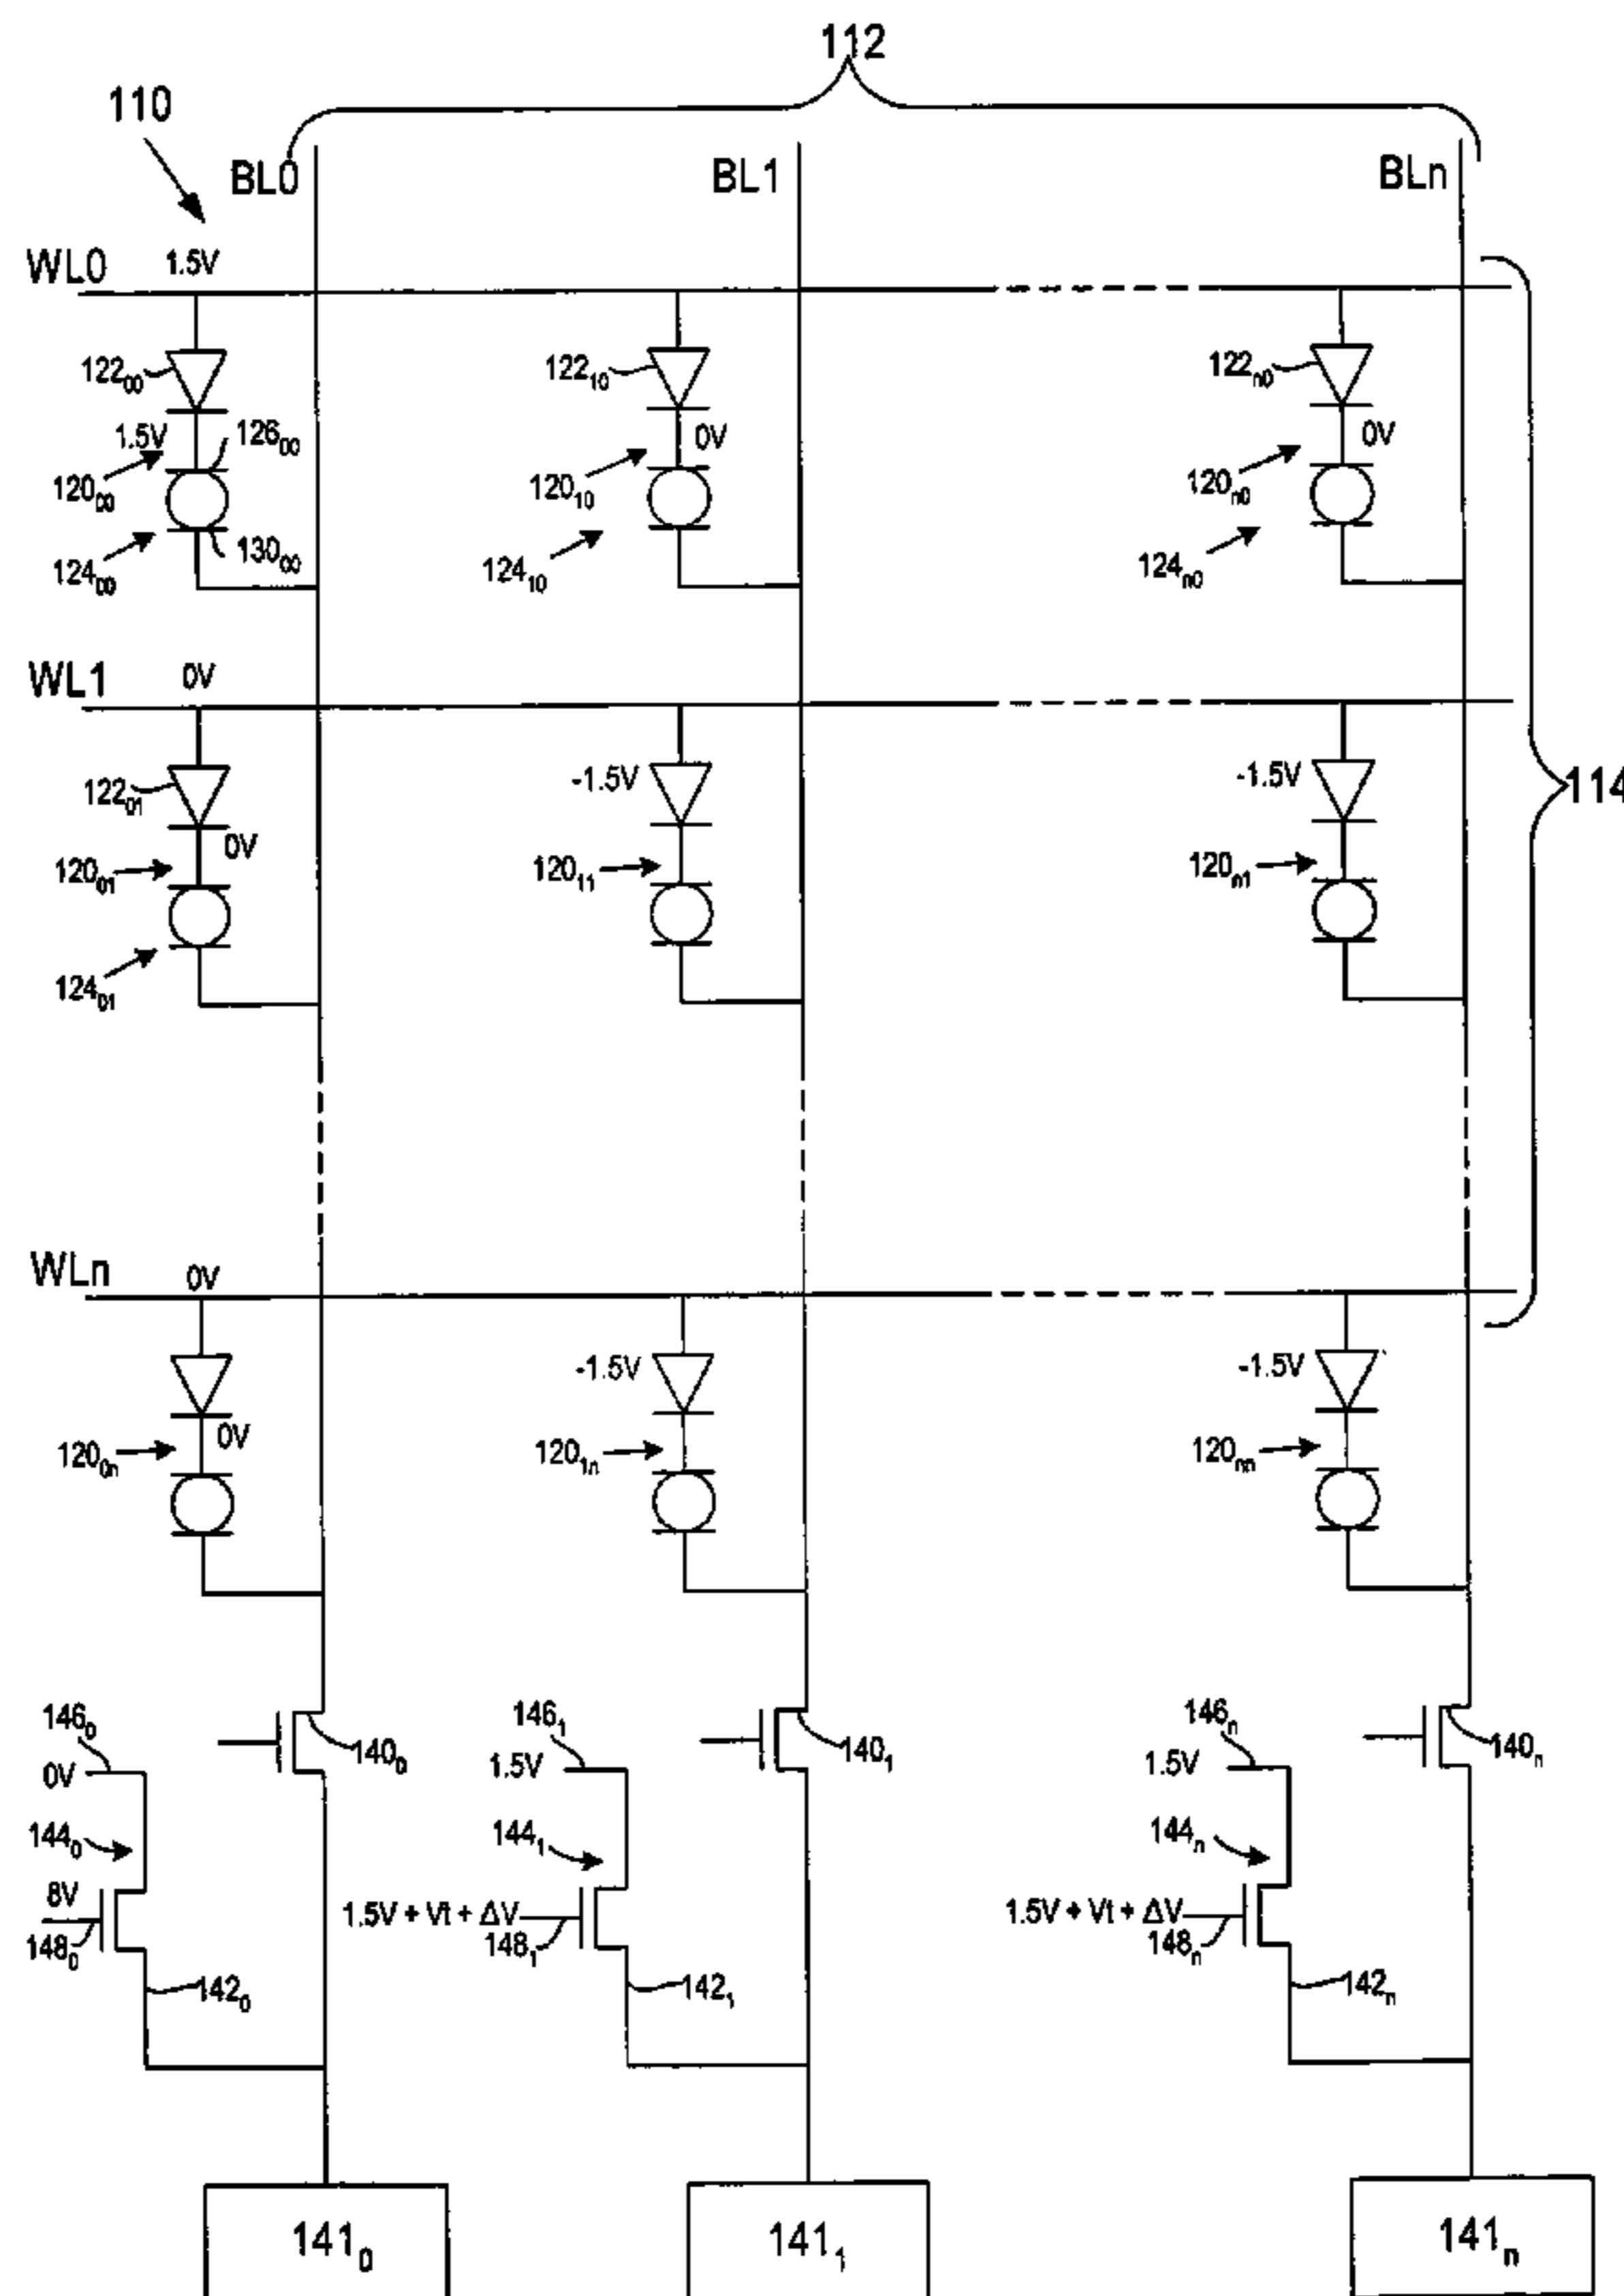 112
110
BL0 BL1 BLn
WL0 1.5V
122₀₀ 122₁₀ 122ₙ₀
1.5V 126₀₀ 0V 0V
120₀₀ 120₁₀ 120ₙ₀
124₀₀ 130₀₀ 124₁₀ 124ₙ₀
WL1 0V
122₀₁ -1.5V -1.5V 114
0V
120₀₁ 120₁₁ 120ₙ₁
124₀₁
WLn 0V
-1.5V -1.5V
0V
120₀ₙ 120₁ₙ 120ₙₙ
146₀ 146₁ 146ₙ
0V 140₀ 1.5V 140₁ 1.5V 140ₙ
144₀ 144₁ 144ₙ
8V 1.5V + Vt + ΔV 1.5V + Vt + ΔV
148₀ 148₁ 148ₙ
142₀ 142₁ 142ₙ
141₀ 141₁ 141ₙ